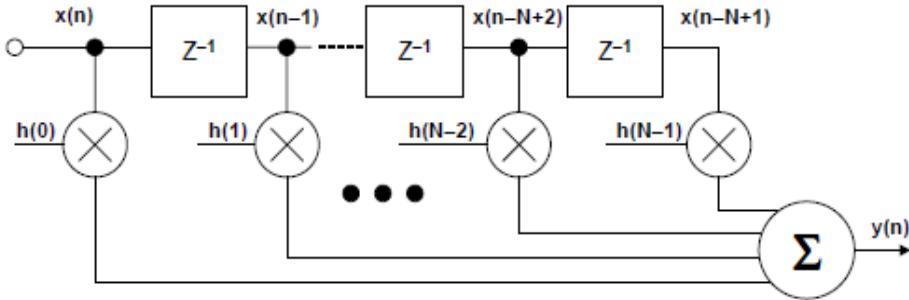 x(n) x(n–1) x(n–N+2) x(n–N+1)
Z–1 Z–1 Z–1
h(0) h(1) h(N–2) h(N–1)
Σ y(n)